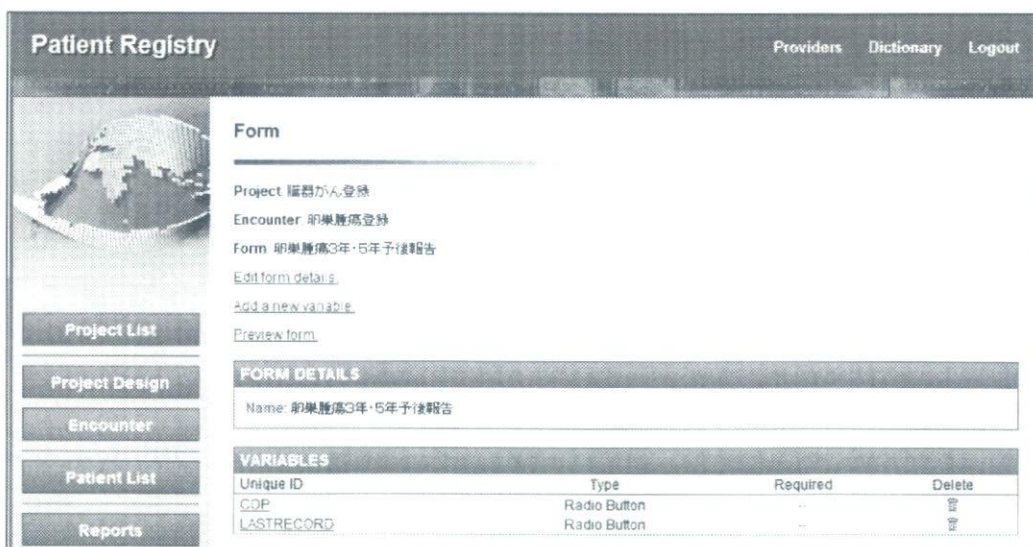 Patient Registry
Providers Dictionary Logout
Form
Project 臓器がん登録
Encounter 卵巣腫瘍登録
Form 卵巣腫瘍3年・5年予後報告
Edit form details.
Add a new variable.
Preview form.
Project List
Project Design
Encounter
Patient List
Reports
FORM DETAILS
Name: 卵巣腫瘍3年・5年予後報告
VARIABLES
Unique ID Type Required Delete
COP Radio Button --
LASTRECORD Radio Button --